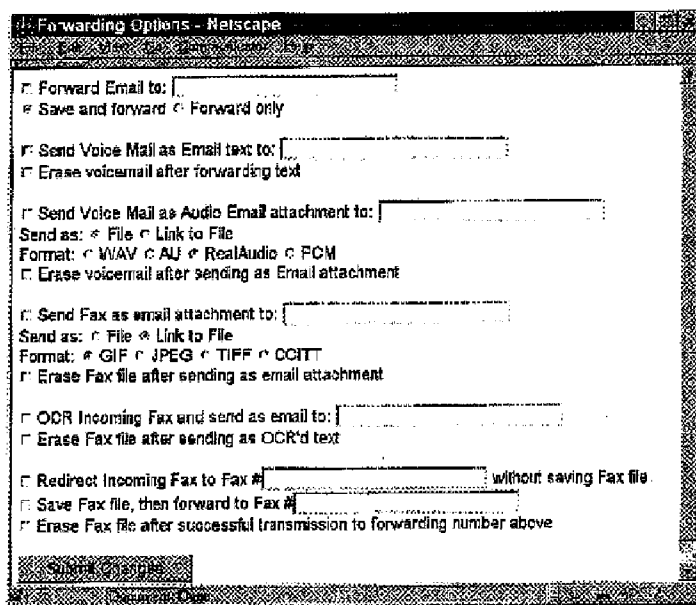 Forwarding Options - Netscape
Forward Email to:
Save and forward Forward only
Send Voice Mail as Email text to:
Erase voicemail after forwarding text
Send Voice Mail as Audio Email attachment to:
Send as: File Link to File
Format: WAV AU RealAudio PCM
Erase voicemail after sending as Email attachment
Send Fax as email attachment to:
Send as: File Link to File
Format: GIF JPEG TIFF CCITT
Erase Fax file after sending as email attachment
OCR Incoming Fax and send as email to:
Erase Fax file after sending as OCR'd text
Redirect Incoming Fax to Fax # without saving Fax file.
Save Fax file, then forward to Fax #
Erase Fax file after successful transmission to forwarding number above
Submit Changes